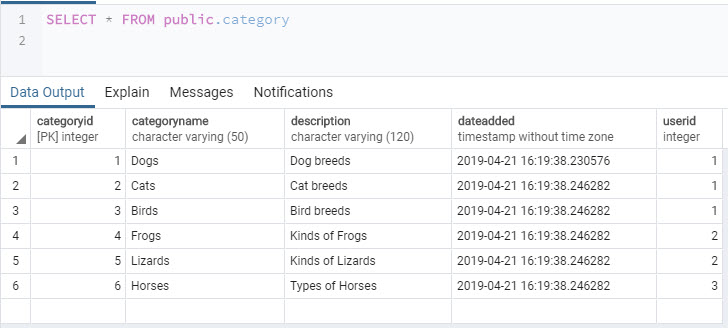 1 SELECT * FROM public.category
2
Data Output Explain Messages Notifications
categoryid categoryname description dateadded userid
[PK] integer character varying (50) character varying (120) timestamp without time zone integer
1 1 Dogs Dog breeds 2019-04-21 16:19:38.230576 1
2 2 Cats Cat breeds 2019-04-21 16:19:38.246282 1
3 3 Birds Bird breeds 2019-04-21 16:19:38.246282 1
4 4 Frogs Kinds of Frogs 2019-04-21 16:19:38.246282 2
5 5 Lizards Kinds of Lizards 2019-04-21 16:19:38.246282 2
6 6 Horses Types of Horses 2019-04-21 16:19:38.246282 3